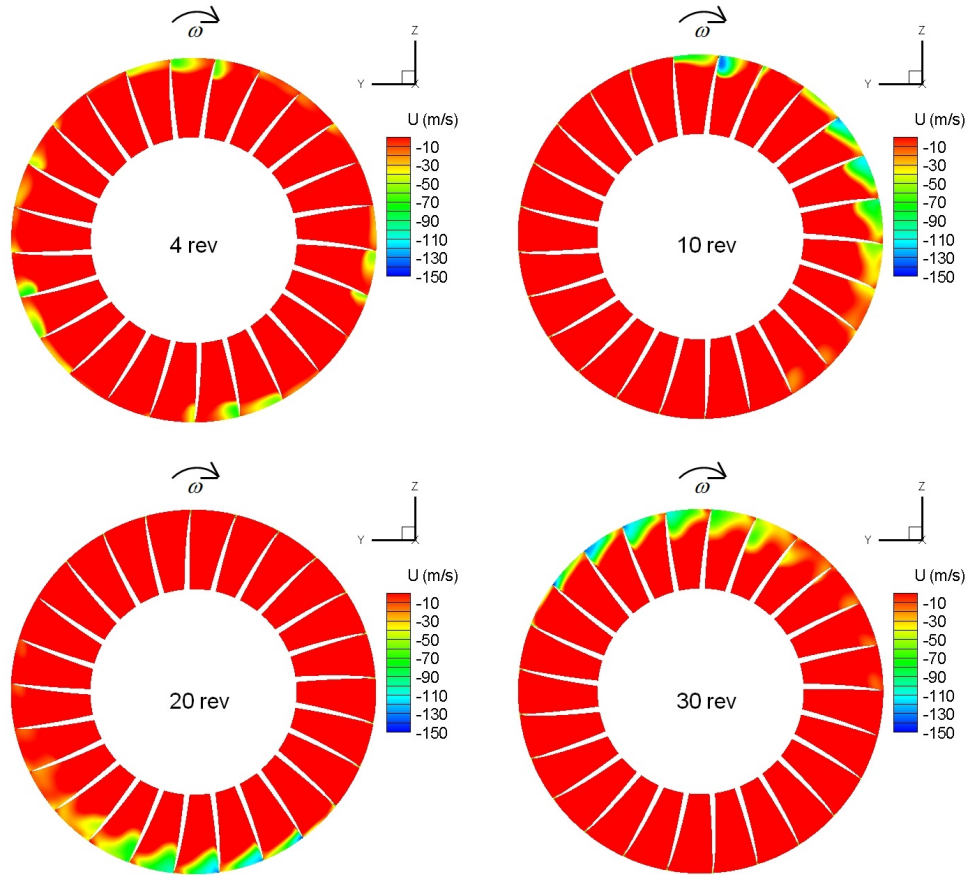 ω
Z
Y
X
U (m/s)
-10
-30
-50
-70
-90
-110
-130
-150
4 rev
ω
Z
Y
X
U (m/s)
-10
-30
-50
-70
-90
-110
-130
-150
10 rev
ω
Z
Y
X
U (m/s)
-10
-30
-50
-70
-90
-110
-130
-150
20 rev
ω
Z
Y
X
U (m/s)
-10
-30
-50
-70
-90
-110
-130
-150
30 rev